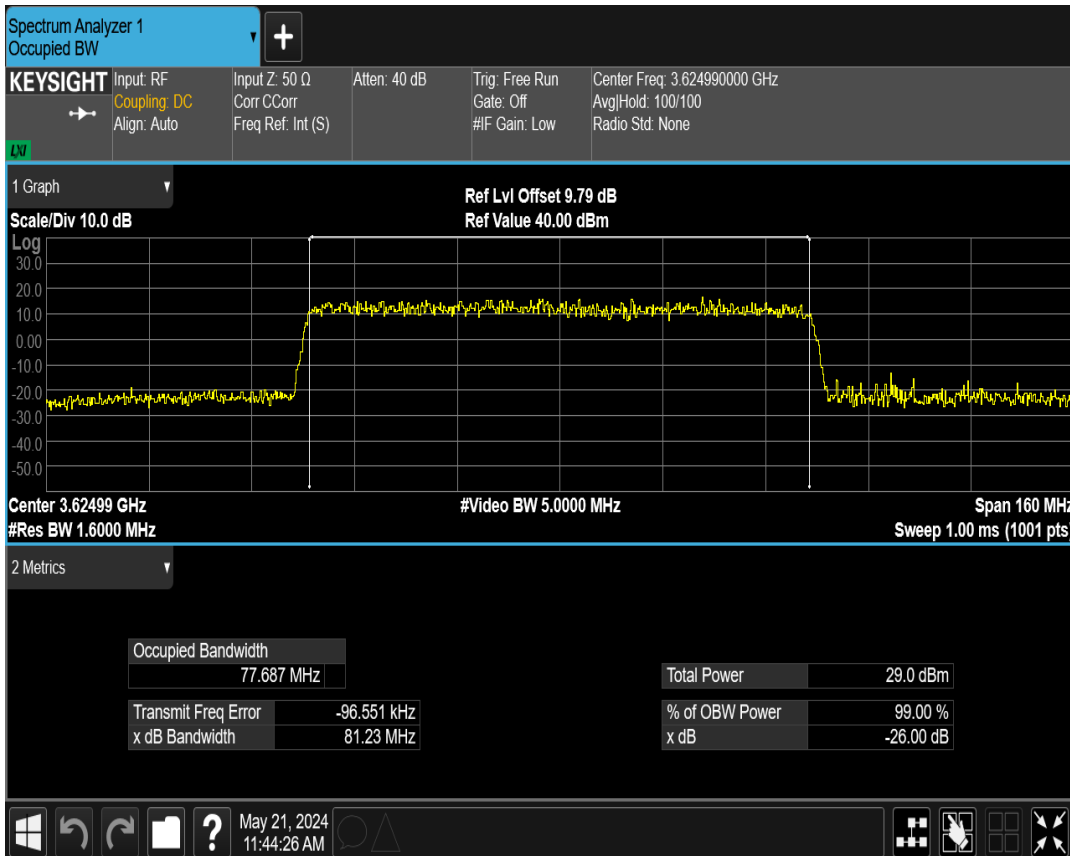 Spectrum Analyzer 1
Occupied BW
+
KEYSIGHT
LXI
Input: RF
Coupling: DC
Align: Auto
Input Z: 50 Ω
Corr CCorr
Freq Ref: Int (S)
Atten: 40 dB
Trig: Free Run
Gate: Off
#IF Gain: Low
Center Freq: 3.624990000 GHz
Avg|Hold: 100/100
Radio Std: None
1 Graph
Scale/Div 10.0 dB
Ref Lvl Offset 9.79 dB
Ref Value 40.00 dBm
Log
30.0
20.0
10.0
0.00
-10.0
-20.0
-30.0
-40.0
-50.0
Center 3.62499 GHz
#Video BW 5.0000 MHz
Span 160 MHz
#Res BW 1.6000 MHz
Sweep 1.00 ms (1001 pts)
2 Metrics
Occupied Bandwidth
77.687 MHz
Total Power 29.0 dBm
Transmit Freq Error -96.551 kHz
% of OBW Power 99.00 %
x dB Bandwidth 81.23 MHz
x dB -26.00 dB
?
May 21, 2024
11:44:26 AM